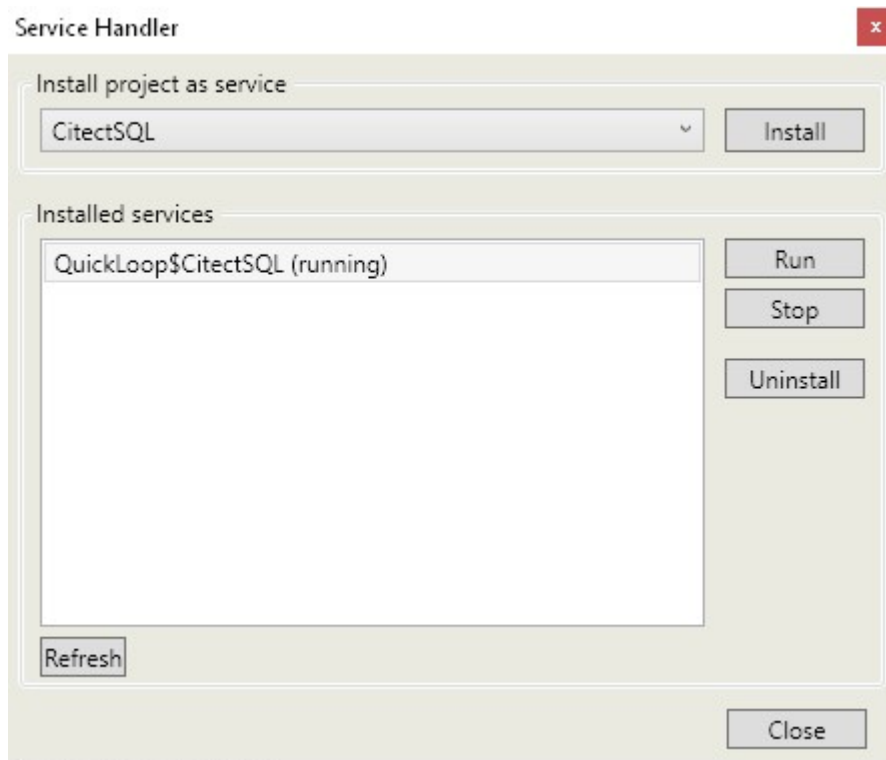 Service Handler
x
Install project as service
CitectSQL
Install
Installed services
QuickLoop$CitectSQL (running)
Run
Stop
Uninstall
Refresh
Close